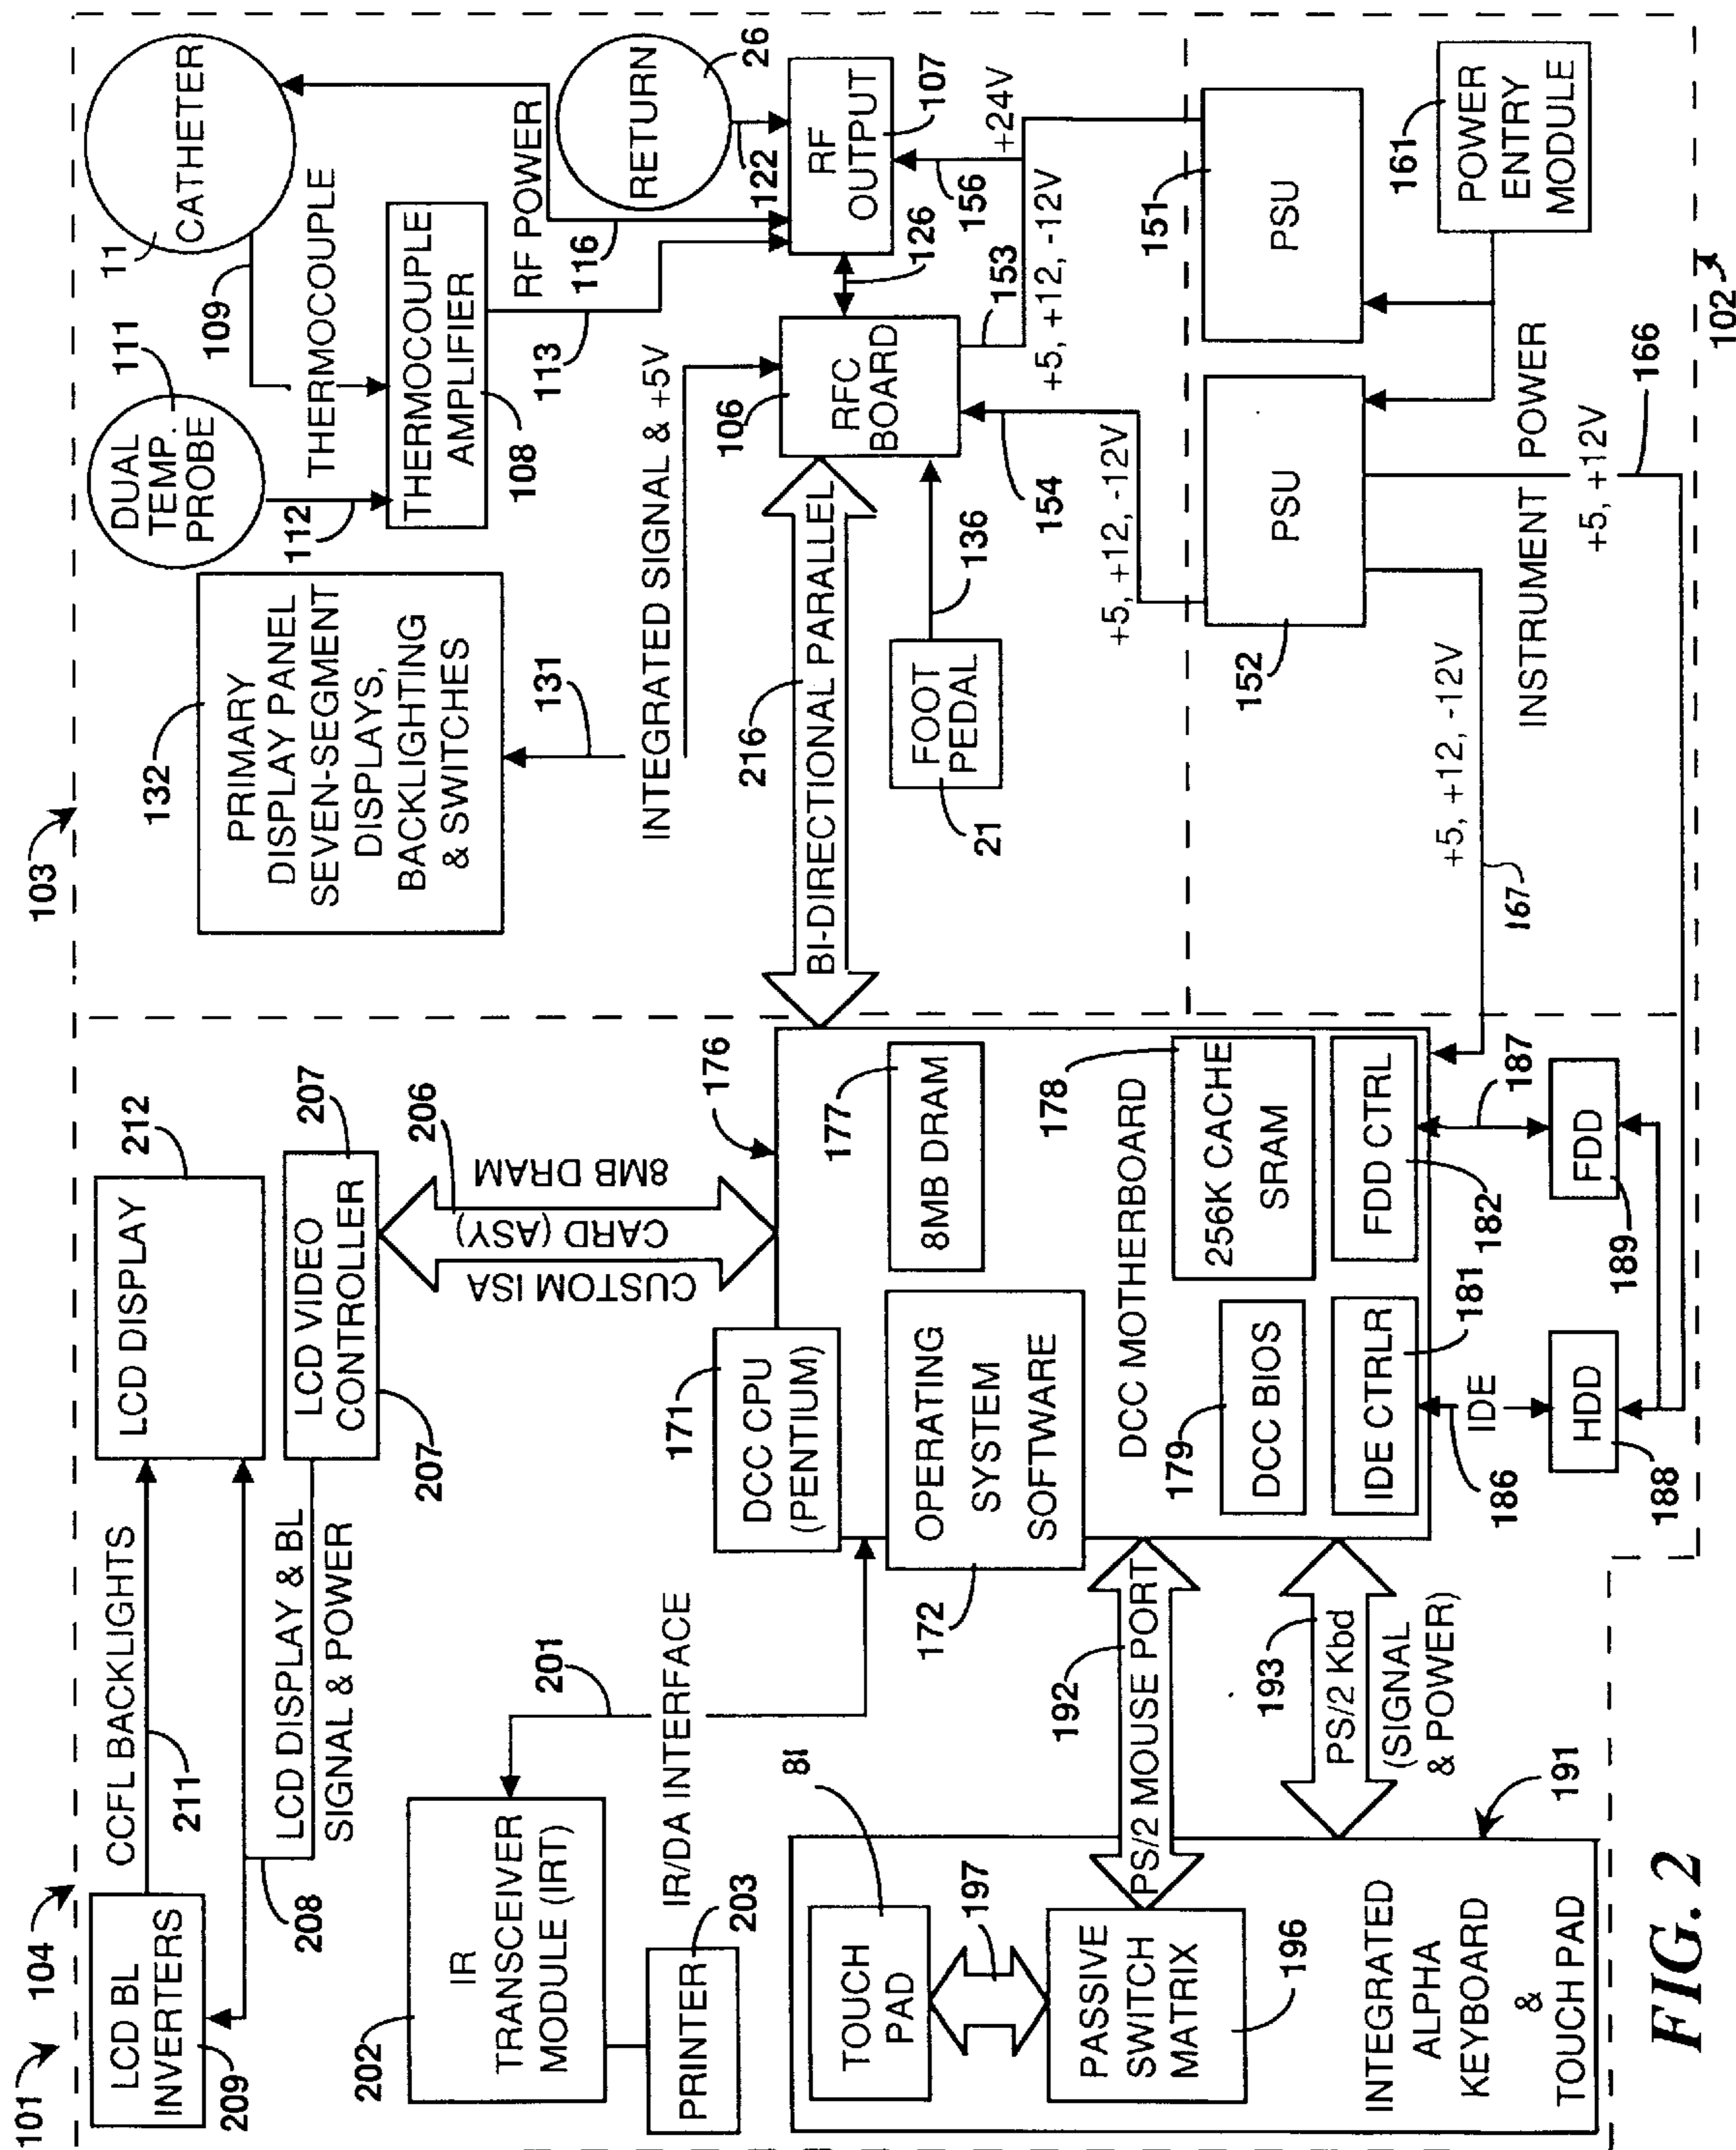 101
104
103
LCD BL
INVERTERS
209
CCFL BACKLIGHTS
211
LCD DISPLAY & BL
SIGNAL & POWER
208
LCD DISPLAY
212
LCD VIDEO
CONTROLLER
207
207
206
CUSTOM ISA
CARD (ASY)
8MB DRAM
202
IR
TRANSCEIVER
MODULE (IRT)
PRINTER
203
IR/DA INTERFACE
201
171
DCC CPU
(PENTIUM)
176
177
8MB DRAM
OPERATING
SYSTEM
SOFTWARE
172
DCC MOTHERBOARD
178
256K CACHE
SRAM
179
DCC BIOS
IDE CTRLR
181
FDD CTRL
182
186
IDE
187
HDD
188
FDD
189
TOUCH
PAD
81
197
PASSIVE
SWITCH
MATRIX
196
192
PS/2 MOUSE PORT
193
PS/2 Kbd
(SIGNAL
& POWER)
191
INTEGRATED
ALPHA
KEYBOARD
&
TOUCH PAD
132
PRIMARY
DISPLAY PANEL
SEVEN-SEGMENT
DISPLAYS,
BACKLIGHTING
& SWITCHES
131
INTEGRATED SIGNAL & +5V
DUAL
TEMP.
PROBE
111
112
11
CATHETER
109
THERMOCOUPLE
THERMOCOUPLE
AMPLIFIER
108
113
116
RF POWER
RETURN
26
122
RF
OUTPUT
107
126
106
RFC
BOARD
216
BI-DIRECTIONAL PARALLEL
FOOT
PEDAL
21
136
153
154
156
+24V
+5, +12, -12V
+5, +12, -12V
151
PSU
152
PSU
161
POWER
ENTRY
MODULE
+5, +12, -12V
167
INSTRUMENT POWER
+5, +12V
166
102
FIG. 2